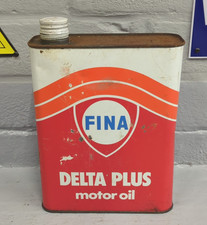 FINA
DELTA PLUS
motor oil